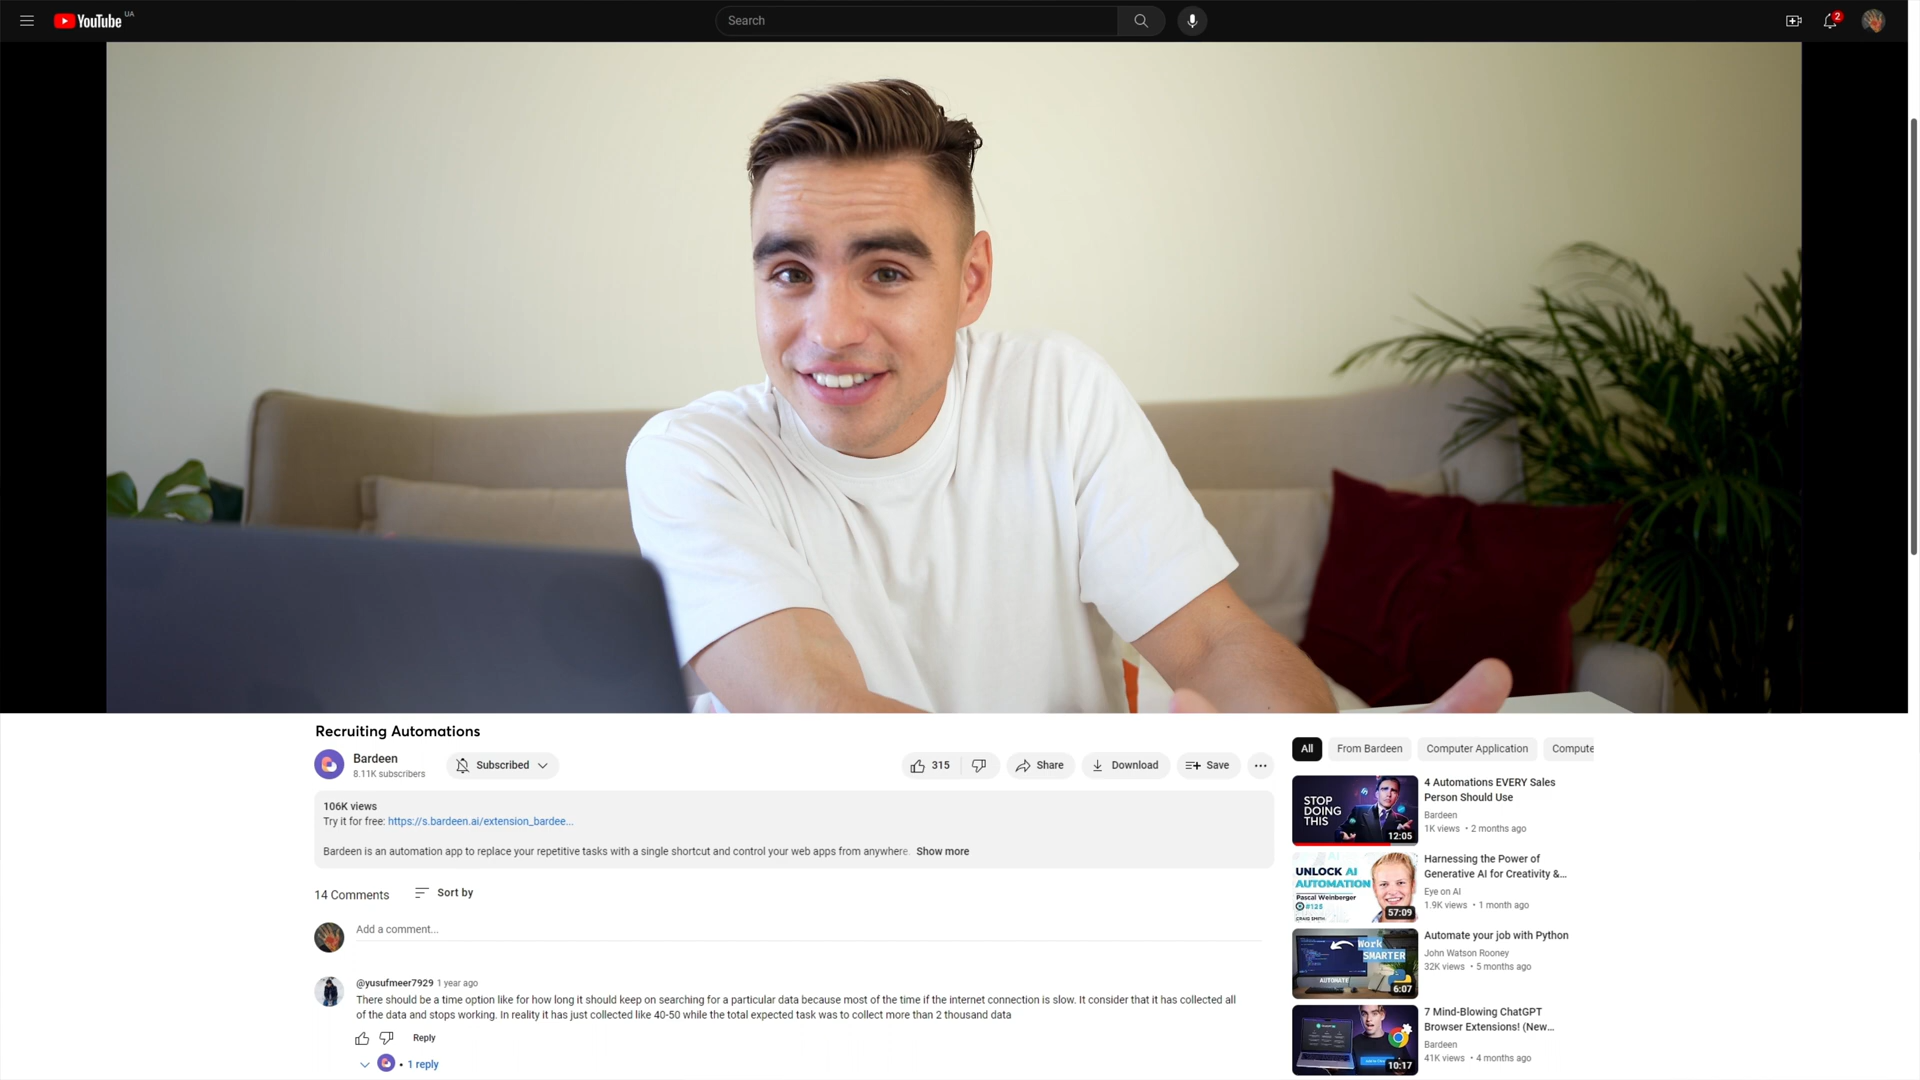 YouTube UA
Search
2
Recruiting Automations
Bardeen
8.11K subscribers
Subscribed
315
Share
Download
Save
106K views
Try it for free: https://s.bardeen.ai/extension_bardee...
Bardeen is an automation app to replace your repetitive tasks with a single shortcut and control your web apps from anywhere. Show more
14 Comments
Sort by
Add a comment...
@yusufmeer7929 1 year ago
There should be a time option like for how long it should keep on searching for a particular data because most of the time if the internet connection is slow. It consider that it has collected all
of the data and stops working. In reality it has just collected like 40-50 while the total expected task was to collect more than 2 thousand data
Reply
• 1 reply
All
From Bardeen
Computer Application
Compute
STOP
DOING
THIS
12:05
4 Automations EVERY Sales
Person Should Use
Bardeen
1K views • 2 months ago
UNLOCK AI
AUTOMATION
Pascal Weinberger
#125
CRAIG SMITH
57:09
Harnessing the Power of
Generative AI for Creativity &...
Eye on AI
1.9K views • 1 month ago
Work
SMARTER
AUTOMATE
6:07
Automate your job with Python
John Watson Rooney
32K views • 5 months ago
10:17
7 Mind-Blowing ChatGPT
Browser Extensions! (New...
Bardeen
41K views • 4 months ago